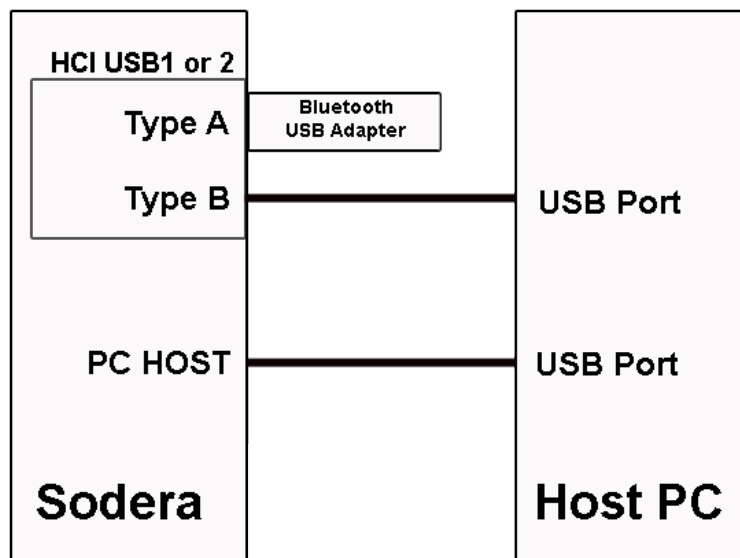 HCI USB1 or 2
Type A
Bluetooth
USB Adapter
Type B
USB Port
PC HOST
USB Port
Sodera
Host PC